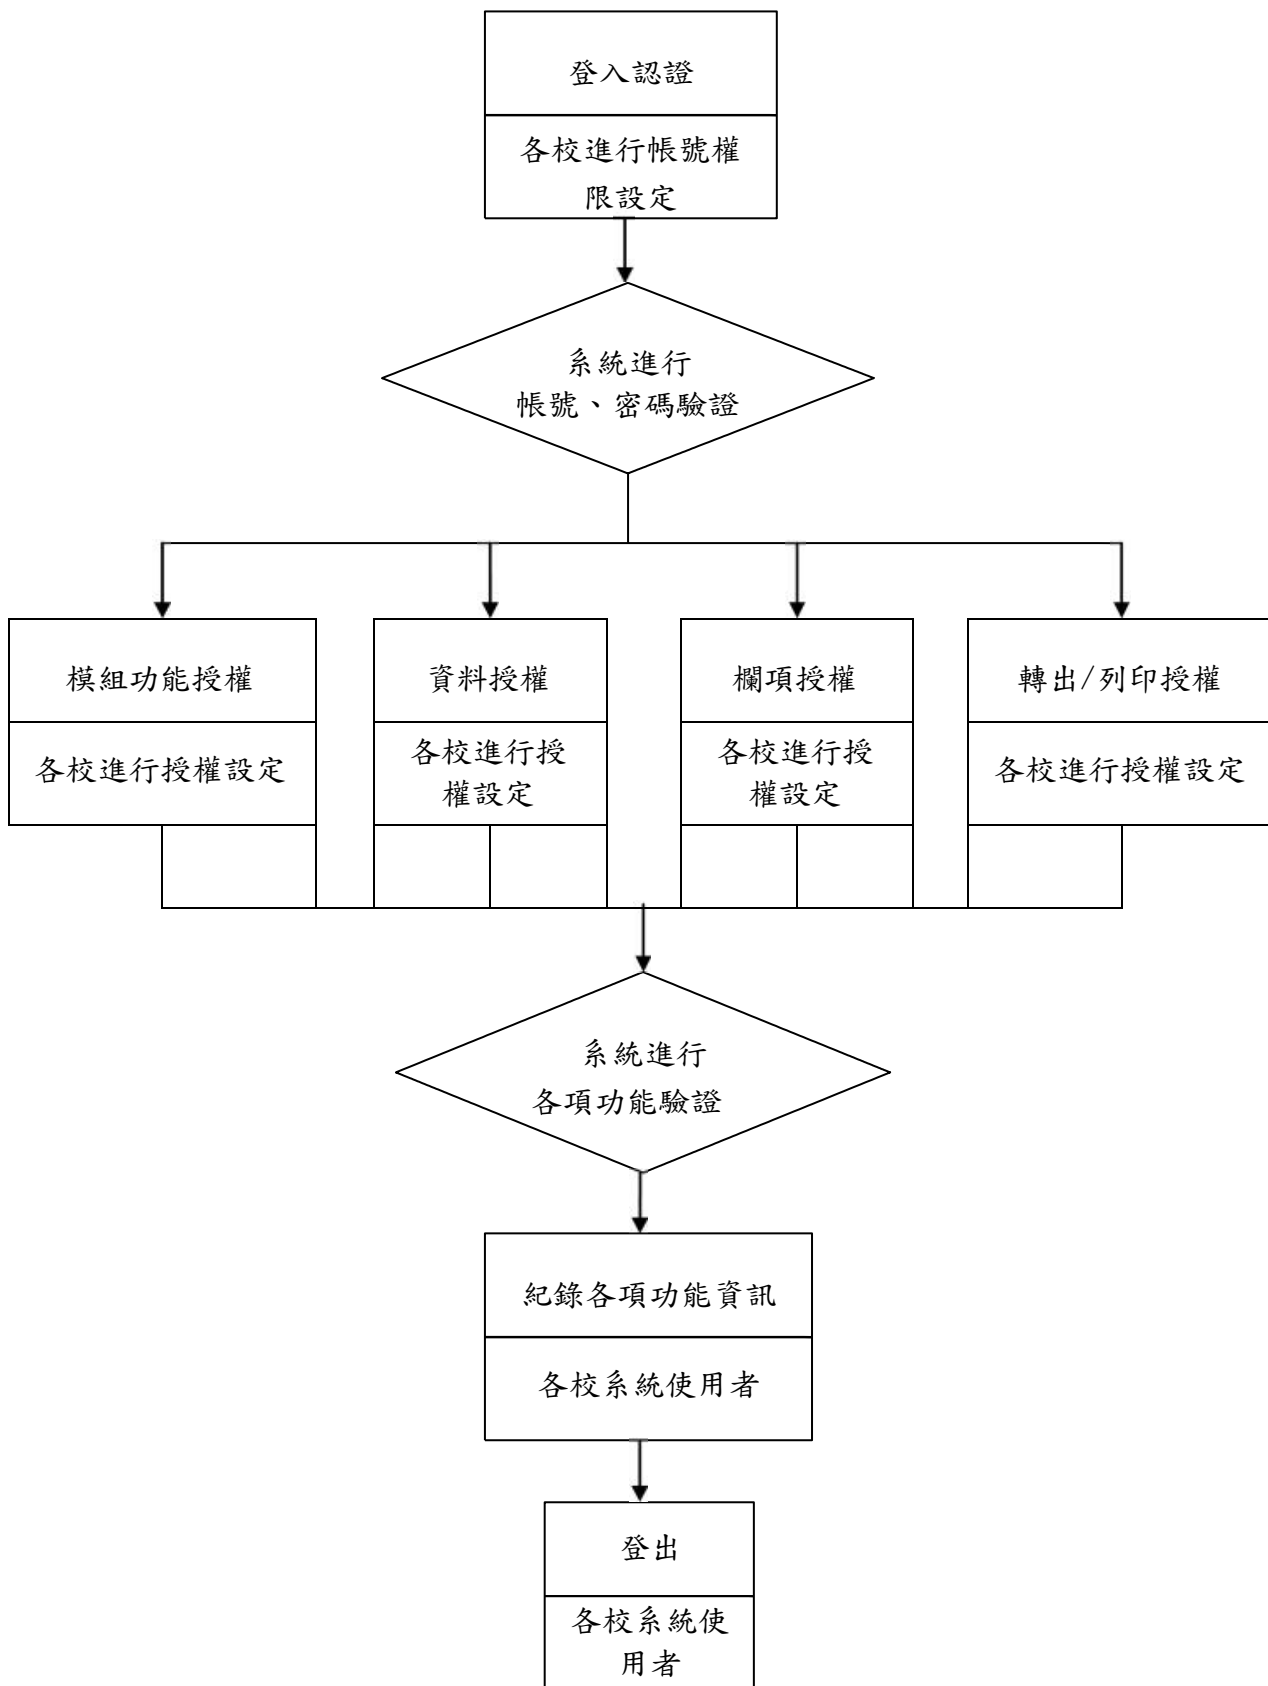 登入認證
各校進行帳號權
限設定
系統進行
帳號、密碼驗證
模組功能授權
各校進行授權設定
資料授權
各校進行授
權設定
欄項授權
各校進行授
權設定
轉出/列印授權
各校進行授權設定
系統進行
各項功能驗證
紀錄各項功能資訊
各校系統使用者
登出
各校系統使
用者